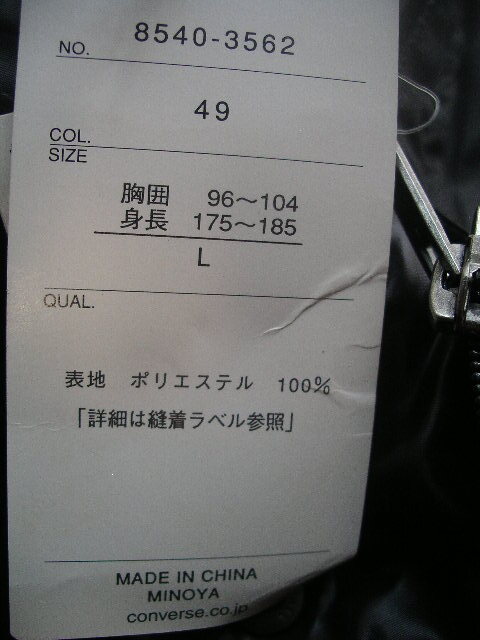 NO. 8540-3562
49
COL.
SIZE
胸囲 96〜104
身長 175〜185
L
QUAL.
表地 ポリエステル 100%
「詳細は縫着ラベル参照」
MADE IN CHINA
MINOYA
converse.co.jp